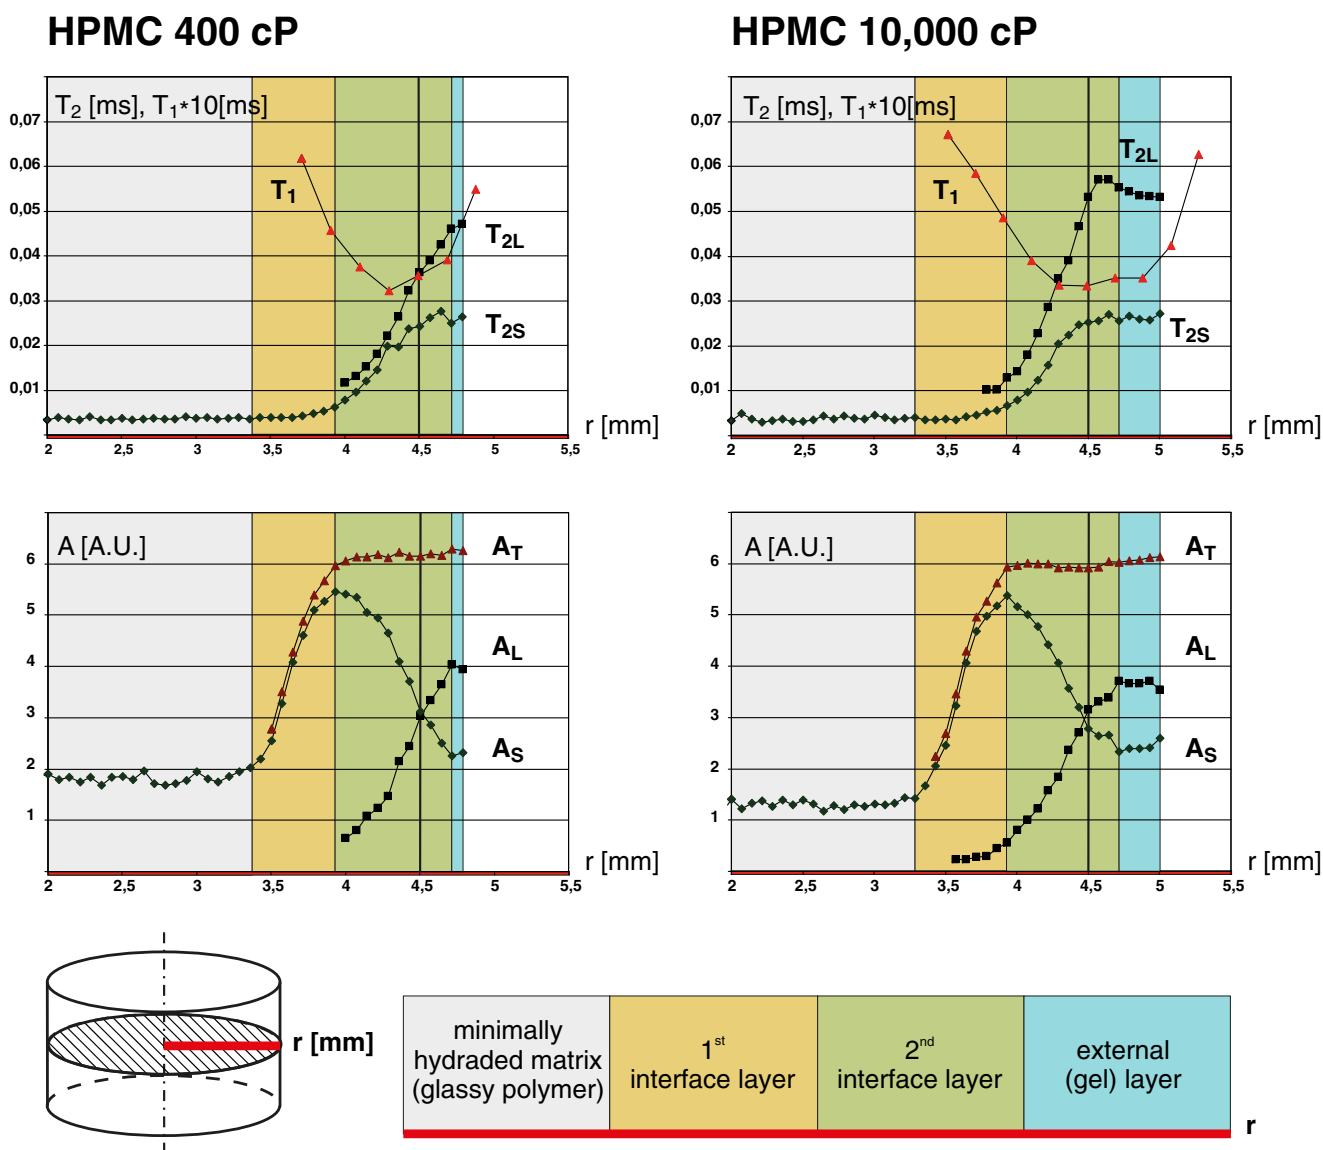 HPMC 400 cP
T2 [ms], T1*10[ms]
0,07
0,06
0,05
0,04
0,03
0,02
0,01
T1
T2L
T2S
r [mm]
2 2,5 3 3,5 4 4,5 5 5,5
HPMC 10,000 cP
T2 [ms], T1*10[ms]
0,07
0,06
0,05
0,04
0,03
0,02
0,01
T2L
T1
T2S
r [mm]
2 2,5 3 3,5 4 4,5 5 5,5
A [A.U.]
6
5
4
3
2
1
AT
AL
AS
r [mm]
2 2,5 3 3,5 4 4,5 5 5,5
A [A.U.]
6
5
4
3
2
1
AT
AL
AS
r [mm]
2 2,5 3 3,5 4 4,5 5 5,5
r [mm]
minimally
hydraded matrix
(glassy polymer)
1st
interface layer
2nd
interface layer
external
(gel) layer
r